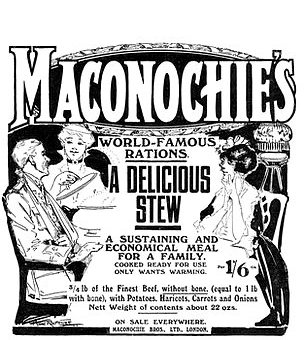 MACONOCHIE'S
WORLD-FAMOUS
RATIONS
A DELICIOUS
STEW
A SUSTAINING AND
ECONOMICAL MEAL
FOR A FAMILY.
COOKED READY FOR USE
ONLY WANTS WARMING.
Per 1/6 Tin
3/4 lb of the Finest Beef, without bone, (equal to 1 lb
with bone), with Potatoes, Haricots, Carrots and Onions
Nett Weight of contents about 22 ozs.
ON SALE EVERYWHERE.
MACONOCHIE BROS., LTD., LONDON.